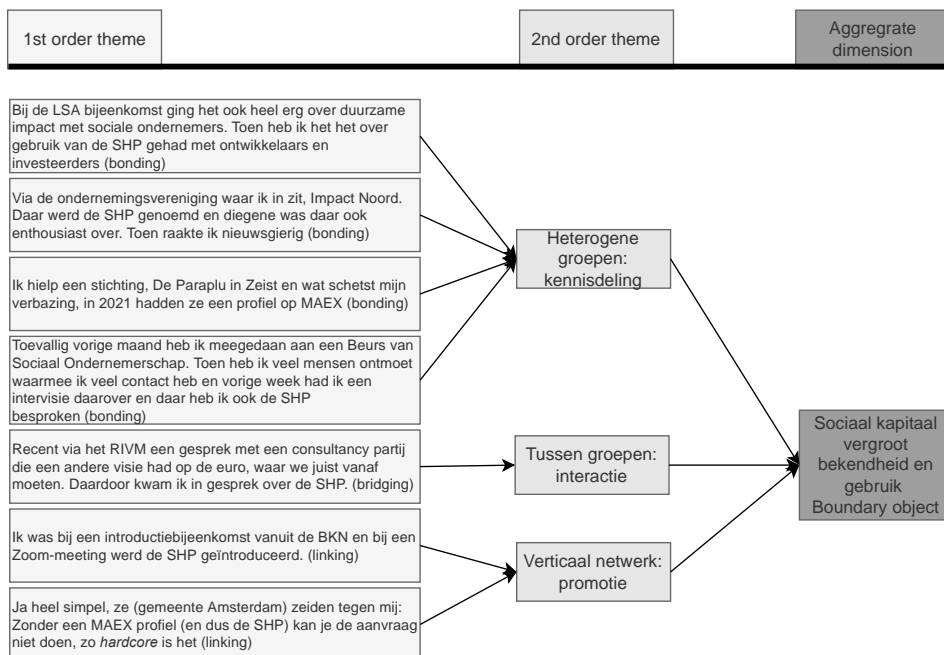 1st order theme
2nd order theme
Aggregrate
dimension
Bij de LSA bijeenkomst ging het ook heel erg over duurzame
impact met sociale ondernemers. Toen heb ik het het over
gebruik van de SHP gehad met ontwikkelaars en
investeerders (bonding)
Via de ondernemingsvereniging waar ik in zit, Impact Noord.
Daar werd de SHP genoemd en diegene was daar ook
enthousiast over. Toen raakte ik nieuwsgierig (bonding)
Ik hielp een stichting, De Paraplu in Zeist en wat schetst mijn
verbazing, in 2021 hadden ze een profiel op MAEX (bonding)
Toevallig vorige maand heb ik meegedaan aan een Beurs van
Sociaal Ondernemerschap. Toen heb ik veel mensen ontmoet
waarmee ik veel contact heb en vorige week had ik een
intervisie daarover en daar heb ik ook de SHP
besproken (bonding)
Heterogene
groepen:
kennisdeling
Recent via het RIVM een gesprek met een consultancy partij
die een andere visie had op de euro, waar we juist vanaf
moeten. Daardoor kwam ik in gesprek over de SHP. (bridging)
Tussen groepen:
interactie
Ik was bij een introductiebijeenkomst vanuit de BKN en bij een
Zoom-meeting werd de SHP geïntroduceerd. (linking)
Ja heel simpel, ze (gemeente Amsterdam) zeiden tegen mij:
Zonder een MAEX profiel (en dus de SHP) kan je de aanvraag
niet doen, zo hardcore is het (linking)
Verticaal netwerk:
promotie
Sociaal kapitaal
vergroot
bekendheid en
gebruik
Boundary object